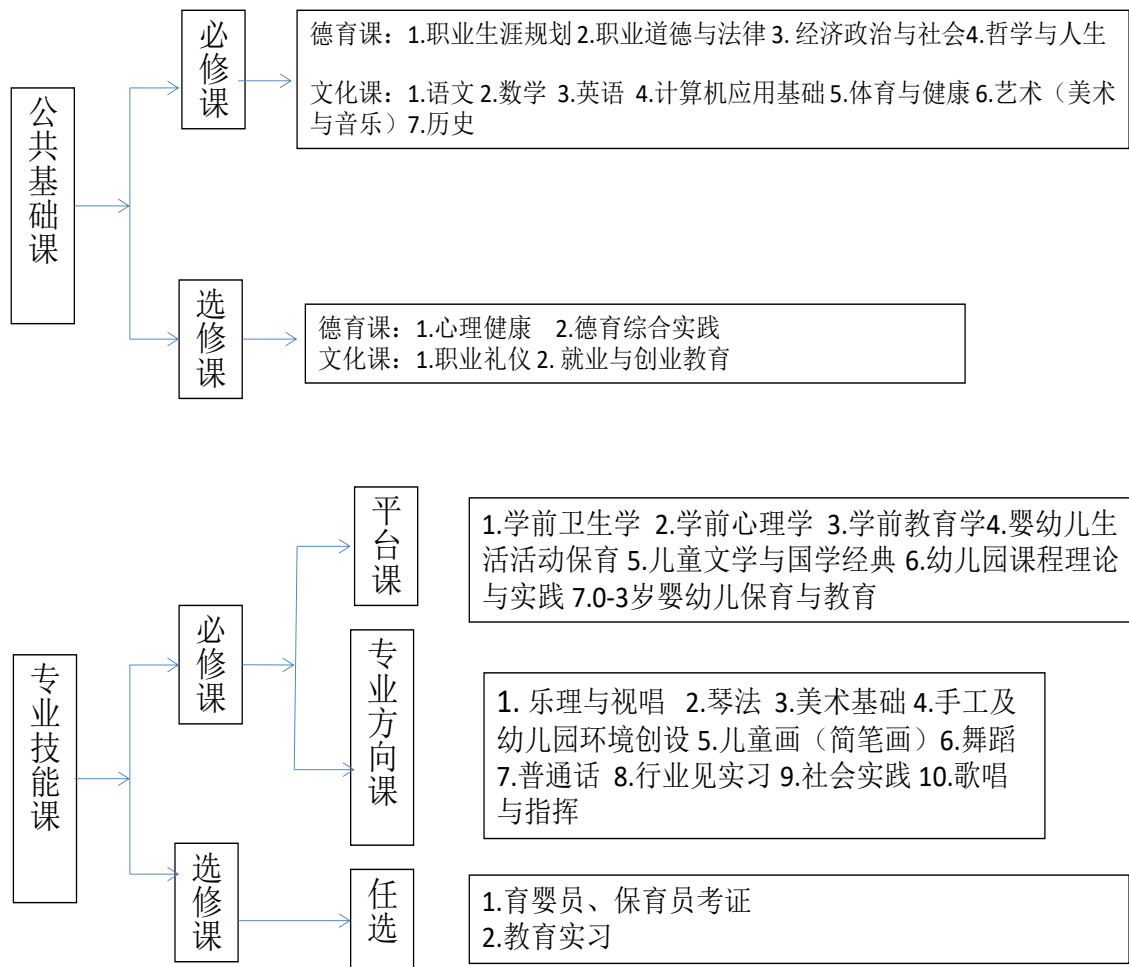 公共基础课
必修课
德育课：1.职业生涯规划 2.职业道德与法律 3. 经济政治与社会4.哲学与人生
文化课：1.语文 2.数学 3.英语 4.计算机应用基础 5.体育与健康 6.艺术（美术
与音乐）7.历史
选修课
德育课：1.心理健康 2.德育综合实践
文化课：1.职业礼仪 2. 就业与创业教育
专业技能课
必修课
平台课
1.学前卫生学 2.学前心理学 3.学前教育学4.婴幼儿生
活活动保育 5.儿童文学与国学经典 6.幼儿园课程理论
与实践 7.0-3岁婴幼儿保育与教育
专业方向课
1. 乐理与视唱 2.琴法 3.美术基础 4.手工及
幼儿园环境创设 5.儿童画（简笔画）6.舞蹈
7.普通话 8.行业见实习 9.社会实践 10.歌唱
与指挥
选修课
任选
1.育婴员、保育员考证
2.教育实习